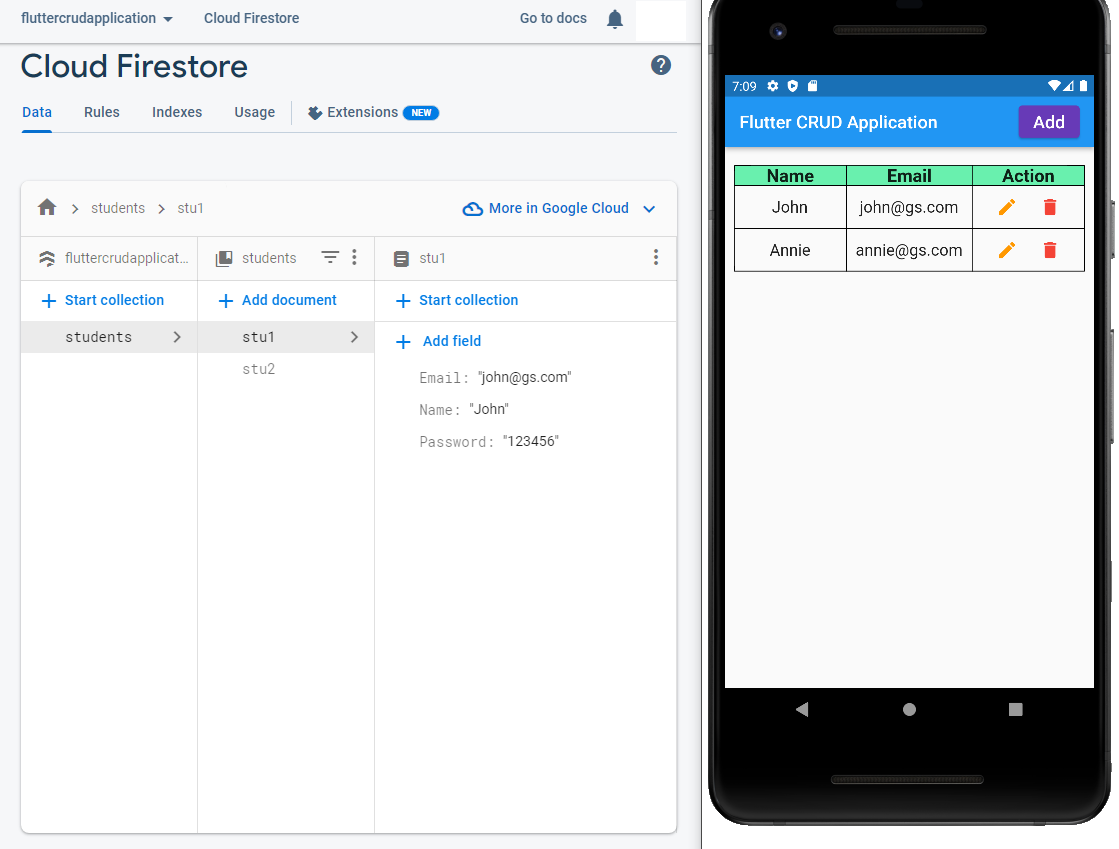 fluttercrudapplication Cloud Firestore Go to docs
Cloud Firestore
Data Rules Indexes Usage Extensions NEW
students stu1 More in Google Cloud
fluttercrudapplicat... students stu1
Start collection Add document Start collection
students stu1 Add field
stu2
Email: "john@gs.com"
Name: "John"
Password: "123456"
7:09
Flutter CRUD Application Add
Name Email Action
John john@gs.com
Annie annie@gs.com